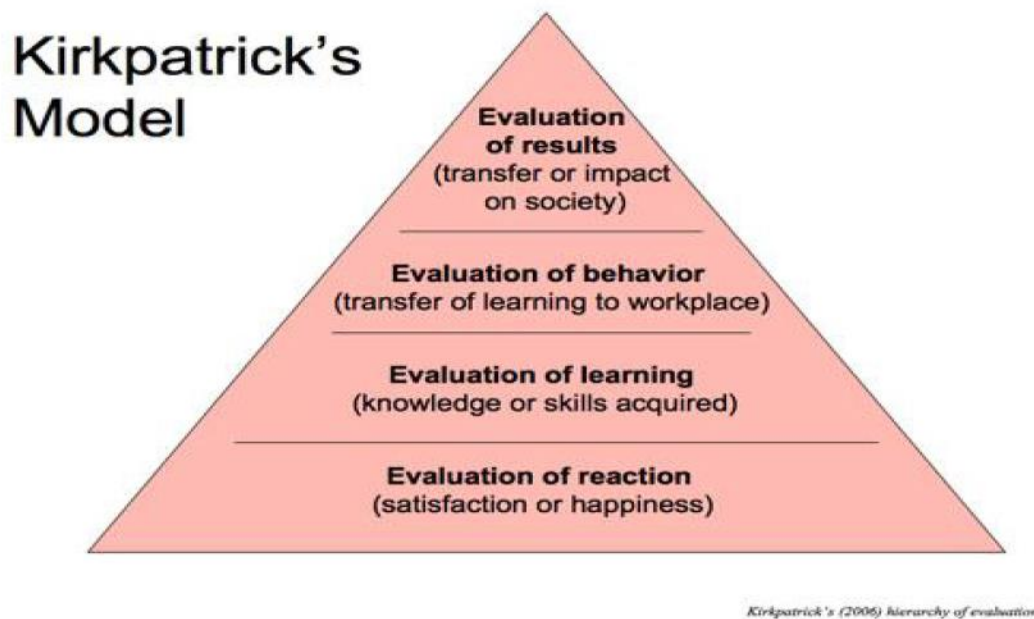 Kirkpatrick's
Model
Evaluation
of results
(transfer or impact
on society)
Evaluation of behavior
(transfer of learning to workplace)
Evaluation of learning
(knowledge or skills acquired)
Evaluation of reaction
(satisfaction or happiness)
Kirkpatrick's (2006) hierarchy of evaluation